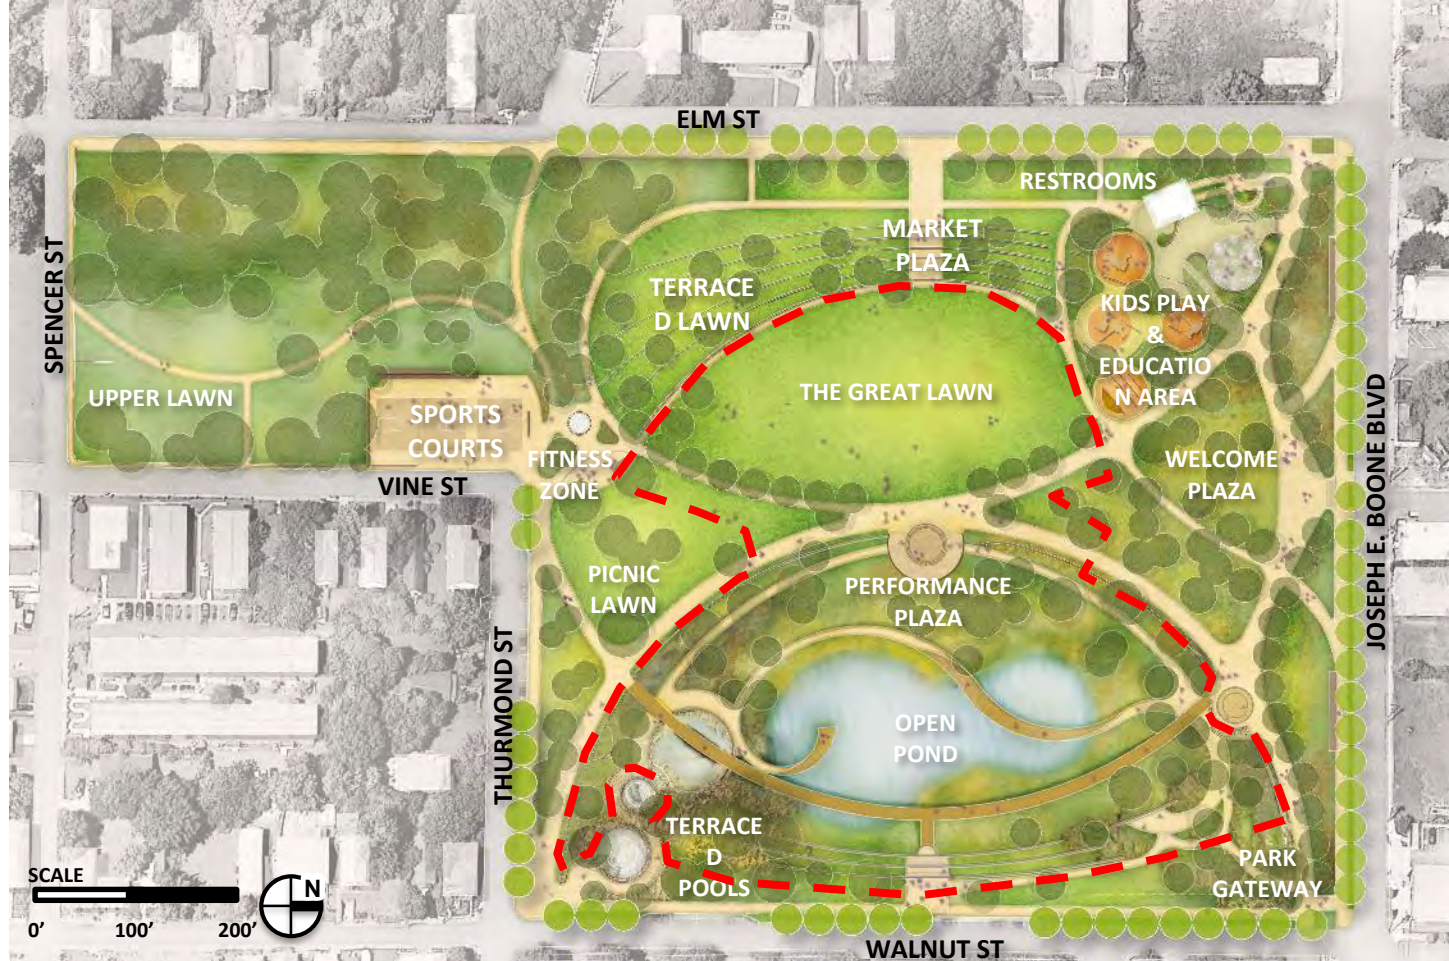 ELM ST
RESTROOMS
MARKET
PLAZA
TERRACE
D LAWN
KIDS PLAY
&
EDUCATIO
N AREA
SPENCER ST
UPPER LAWN
THE GREAT LAWN
SPORTS
COURTS
JOSEPH E. BOONE BLVD
FITNESS
ZONE
VINE ST
WELCOME
PLAZA
PICNIC
LAWN
PERFORMANCE
PLAZA
THURMOND ST
OPEN
POND
TERRACE
D
POOLS
PARK
GATEWAY
SCALE
0’ 100’ 200’
N
WALNUT ST